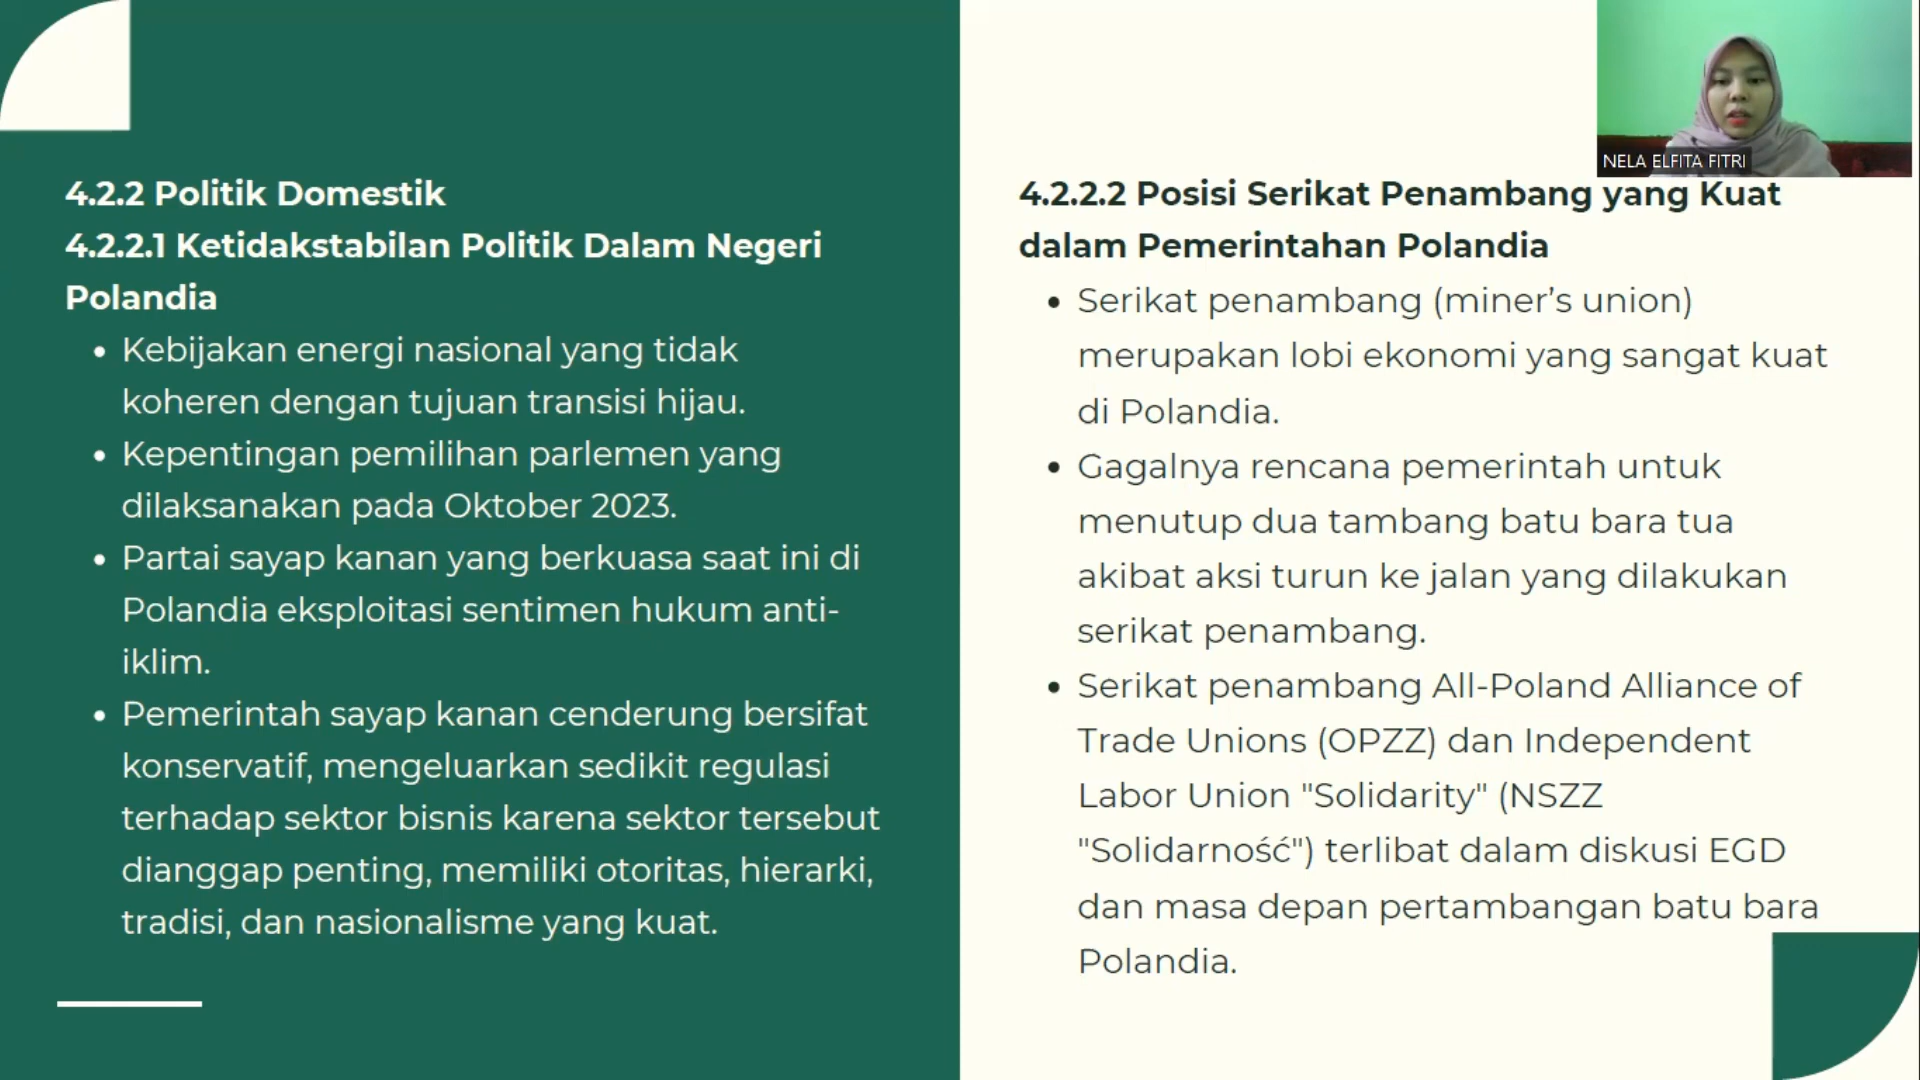 4.2.2 Politik Domestik
4.2.2.1 Ketidakstabilan Politik Dalam Negeri
Polandia
• Kebijakan energi nasional yang tidak
koheren dengan tujuan transisi hijau.
• Kepentingan pemilihan parlemen yang
dilaksanakan pada Oktober 2023.
• Partai sayap kanan yang berkuasa saat ini di
Polandia eksploitasi sentimen hukum anti-
iklim.
• Pemerintah sayap kanan cenderung bersifat
konservatif, mengeluarkan sedikit regulasi
terhadap sektor bisnis karena sektor tersebut
dianggap penting, memiliki otoritas, hierarki,
tradisi, dan nasionalisme yang kuat.
NELA ELFITA FITRI
4.2.2.2 Posisi Serikat Penambang yang Kuat
dalam Pemerintahan Polandia
• Serikat penambang (miner’s union)
merupakan lobi ekonomi yang sangat kuat
di Polandia.
• Gagalnya rencana pemerintah untuk
menutup dua tambang batu bara tua
akibat aksi turun ke jalan yang dilakukan
serikat penambang.
• Serikat penambang All-Poland Alliance of
Trade Unions (OPZZ) dan Independent
Labor Union "Solidarity" (NSZZ
"Solidarność") terlibat dalam diskusi EGD
dan masa depan pertambangan batu bara
Polandia.